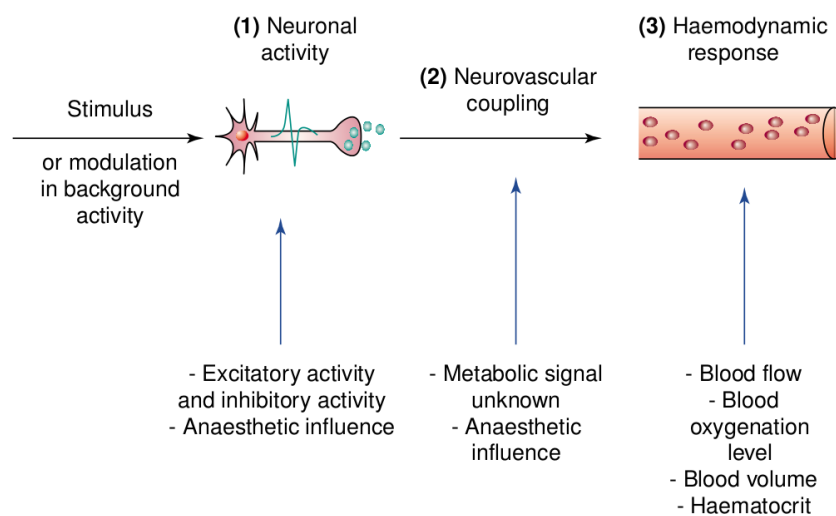 (1) Neuronal
activity
(2) Neurovascular
coupling
(3) Haemodynamic
response
Stimulus
or modulation
in background
activity
- Excitatory activity
and inhibitory activity
- Anaesthetic influence
- Metabolic signal
unknown
- Anaesthetic
influence
- Blood flow
- Blood
oxygenation
level
- Blood volume
- Haematocrit